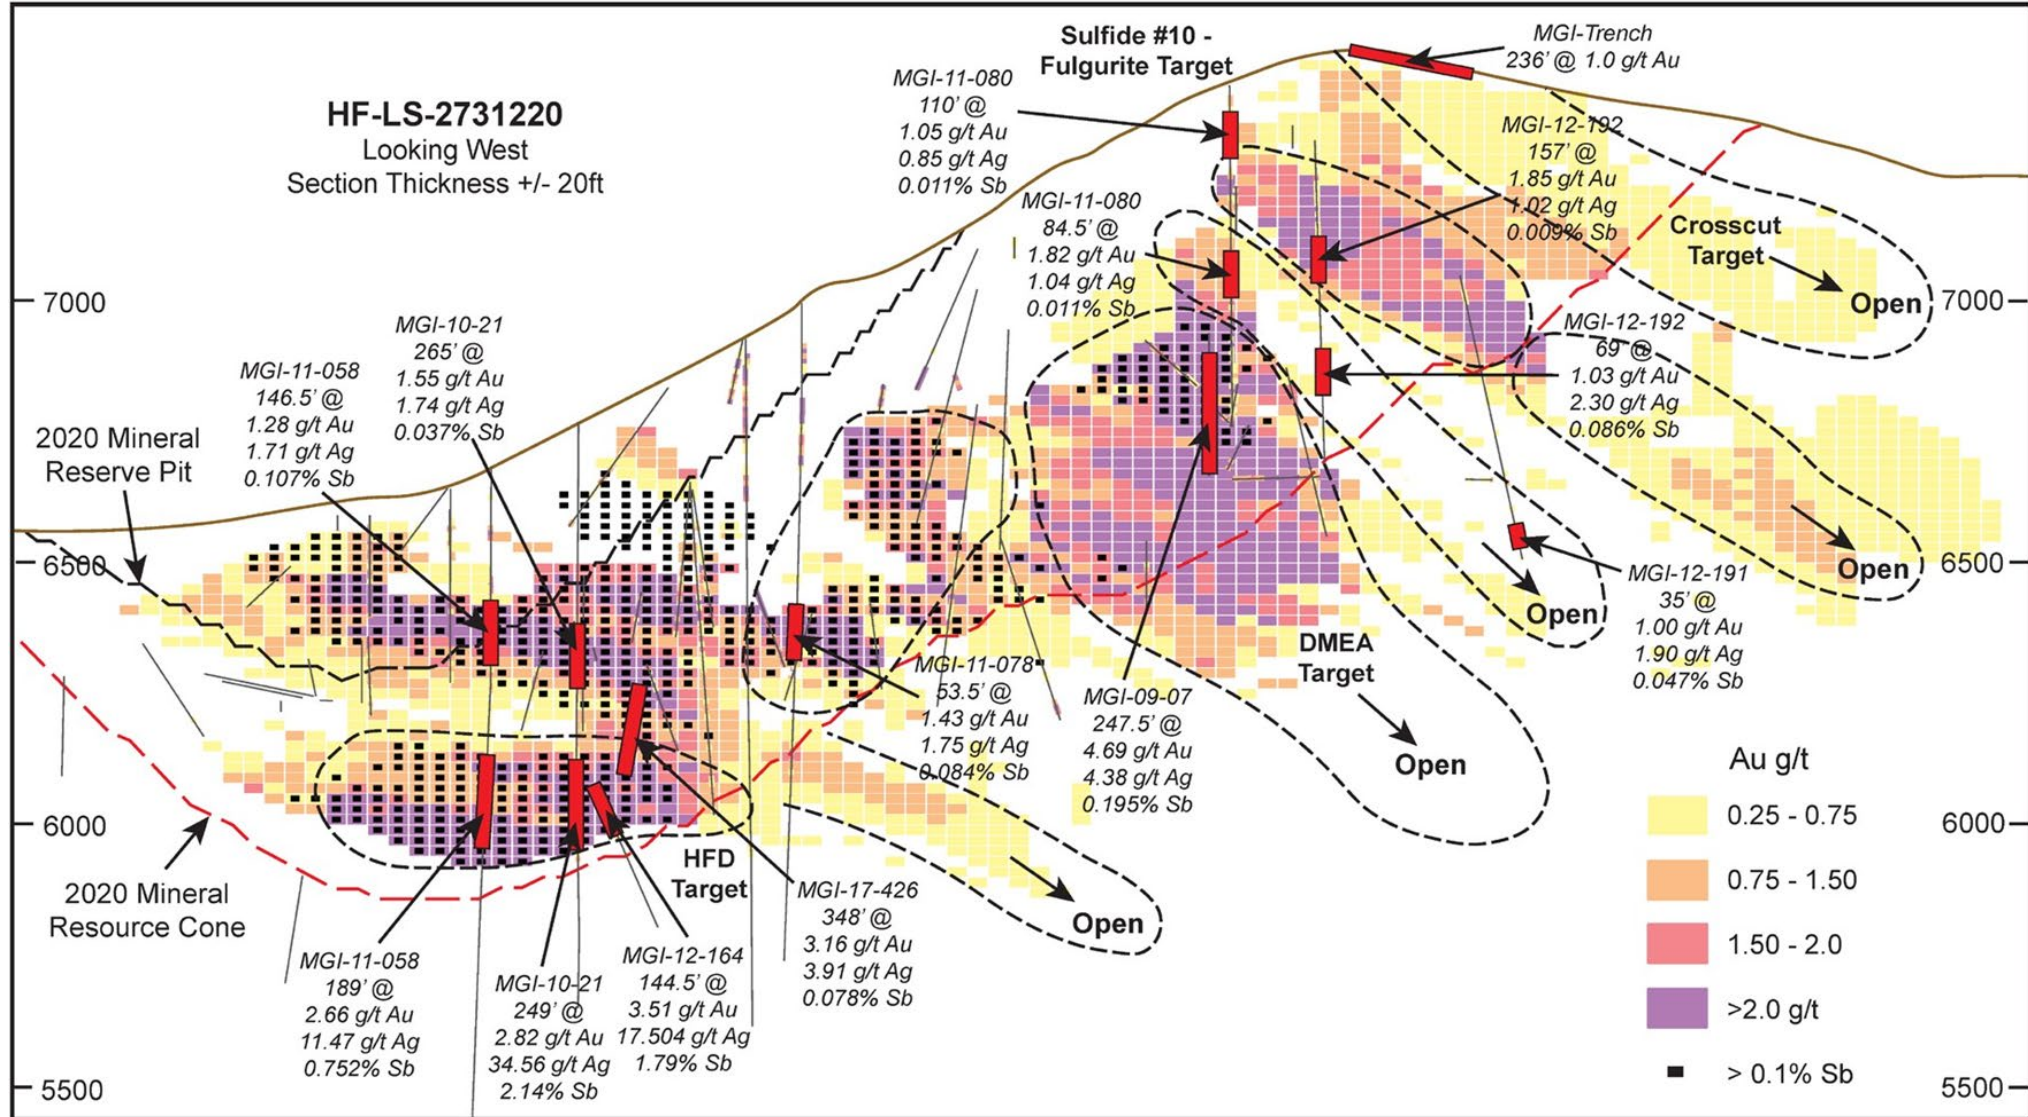 HF-LS-2731220
Looking West
Section Thickness +/- 20ft
Sulfide #10 -
Fulgurite Target
MGI-Trench
236’ @ 1.0 g/t Au
MGI-11-080
110’ @
1.05 g/t Au
0.85 g/t Ag
0.011% Sb
MGI-12-192
157’ @
1.85 g/t Au
1.02 g/t Ag
0.009% Sb
MGI-11-080
84.5’ @
1.82 g/t Au
1.04 g/t Ag
0.011% Sb
Crosscut
Target
Open
7000
7000
MGI-10-21
265’ @
1.55 g/t Au
1.74 g/t Ag
0.037% Sb
MGI-11-058
146.5’ @
1.28 g/t Au
1.71 g/t Ag
0.107% Sb
2020 Mineral
Reserve Pit
MGI-12-192
69’ @
1.03 g/t Au
2.30 g/t Ag
0.086% Sb
6500
6500
Open
MGI-12-191
35’ @
1.00 g/t Au
1.90 g/t Ag
0.047% Sb
Open
DMEA
Target
Open
MGI-11-078
53.5’ @
1.43 g/t Au
1.75 g/t Ag
0.084% Sb
MGI-09-07
247.5’ @
4.69 g/t Au
4.38 g/t Ag
0.195% Sb
6000
6000
HFD
Target
2020 Mineral
Resource Cone
MGI-17-426
348’ @
3.16 g/t Au
3.91 g/t Ag
0.078% Sb
Open
MGI-11-058
189’ @
2.66 g/t Au
11.47 g/t Ag
0.752% Sb
MGI-10-21
249’ @
2.82 g/t Au
34.56 g/t Ag
2.14% Sb
MGI-12-164
144.5’ @
3.51 g/t Au
17.504 g/t Ag
1.79% Sb
Au g/t
0.25 - 0.75
0.75 - 1.50
1.50 - 2.0
>2.0 g/t
> 0.1% Sb
5500
5500